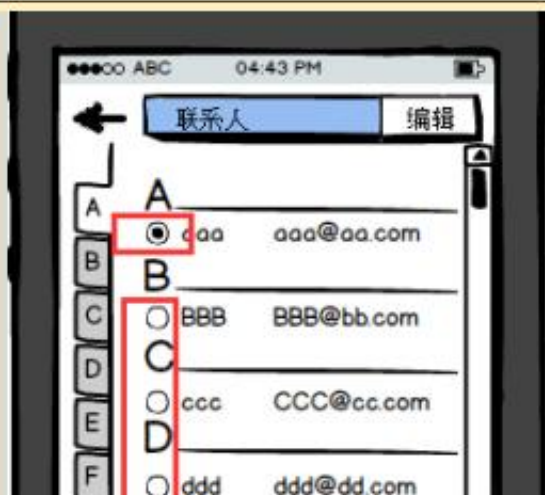 ABC 04:43 PM
联系人 编辑
A
A
aaa aaa@aa.com
B
B
C
BBB BBB@bb.com
C
D
ccc CCC@cc.com
E
D
F
ddd ddd@dd.com